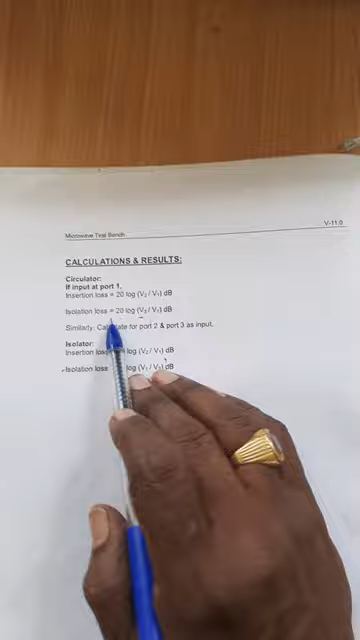 Microwave Test Bench V-11.0
CALCULATIONS & RESULTS:
Circulator:
If input at port 1,
Insertion loss = 20 log (V₂ / V₁) dB
Isolation loss = 20 log (V₃ / V₁) dB
Similarly: Calculate for port 2 & port 3 as input.
Isolator:
Insertion loss log (V₂ / V₁) dB
Isolation loss log (V₁ / V₂) dB